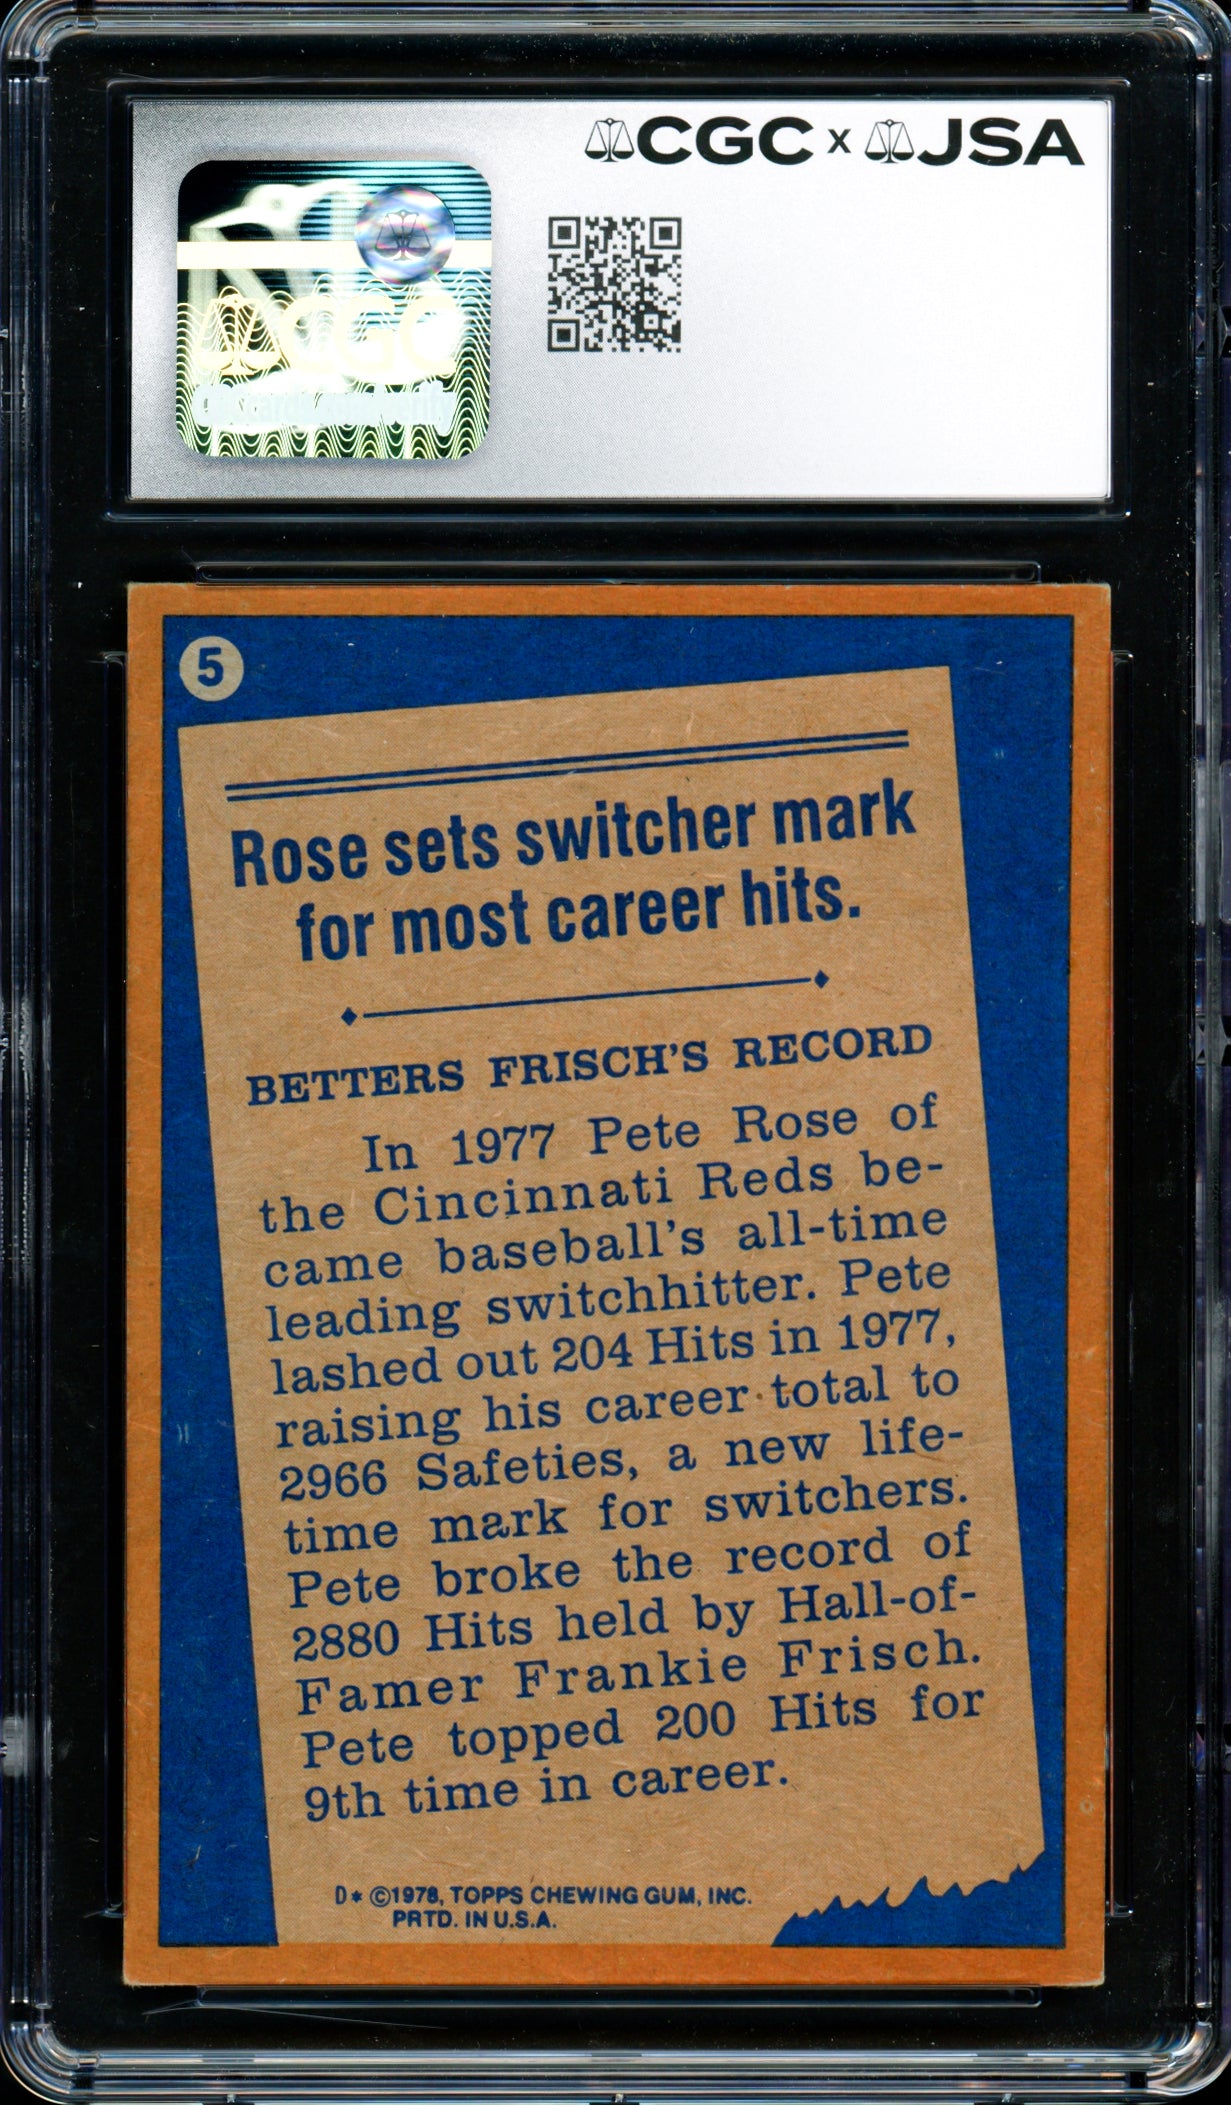 CGC x JSA
CGC
5
Rose sets switcher mark
for most career hits.
BETTERS FRISCH'S RECORD
In 1977 Pete Rose of
the Cincinnati Reds be-
came baseball's all-time
leading switchhitter. Pete
lashed out 204 Hits in 1977,
raising his career total to
2966 Safeties, a new life-
time mark for switchers.
Pete broke the record of
2880 Hits held by Hall-of-
Famer Frankie Frisch.
Pete topped 200 Hits for
9th time in career.
D* ©1978, TOPPS CHEWING GUM, INC.
PRTD. IN U.S.A.